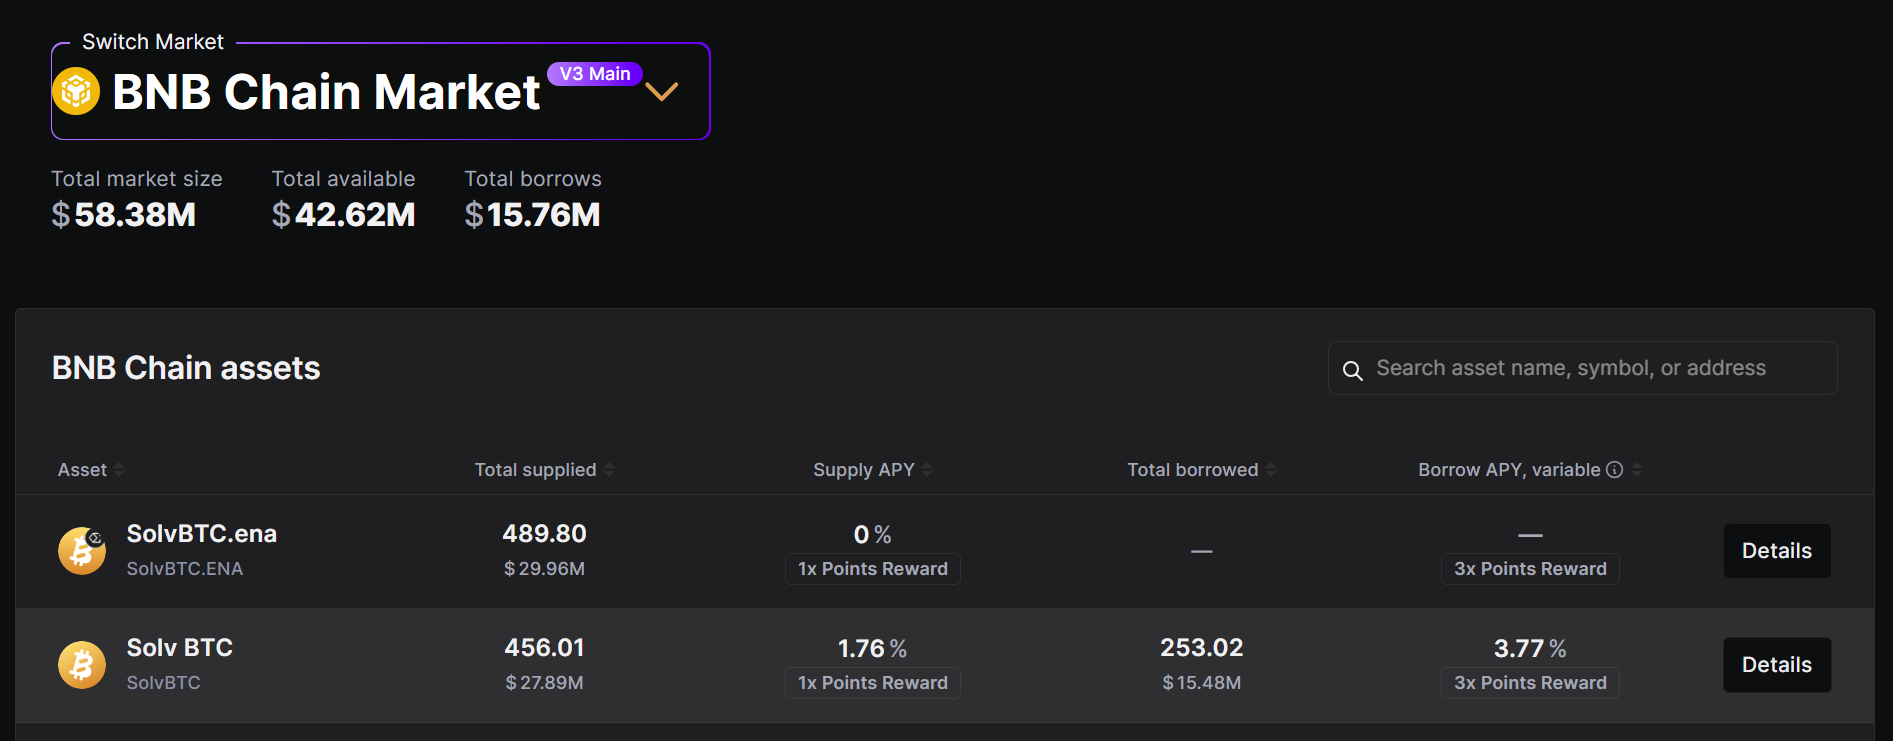 Switch Market
BNB Chain Market V3 Main
Total market size Total available Total borrows
$58.38M $42.62M $15.76M
BNB Chain assets
Search asset name, symbol, or address
Asset Total supplied Supply APY Total borrowed Borrow APY, variable
SolvBTC.ena 489.80 0% — —
SolvBTC.ENA $29.96M 1x Points Reward 3x Points Reward Details
Solv BTC 456.01 1.76% 253.02 3.77%
SolvBTC $27.89M 1x Points Reward $15.48M 3x Points Reward Details